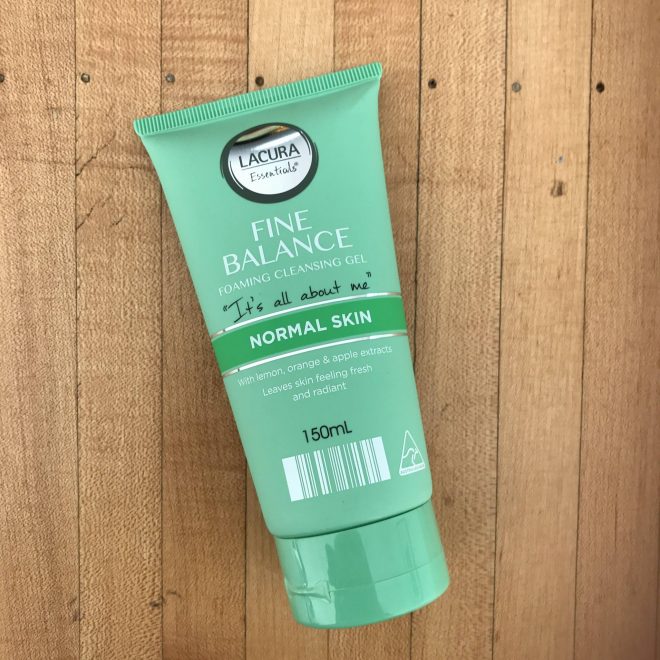 LACURA
Essentials®
FINE
BALANCE
FOAMING CLEANSING GEL
"It's all about me"
NORMAL SKIN
With lemon, orange & apple extracts
Leaves skin feeling fresh
and radiant
150mL